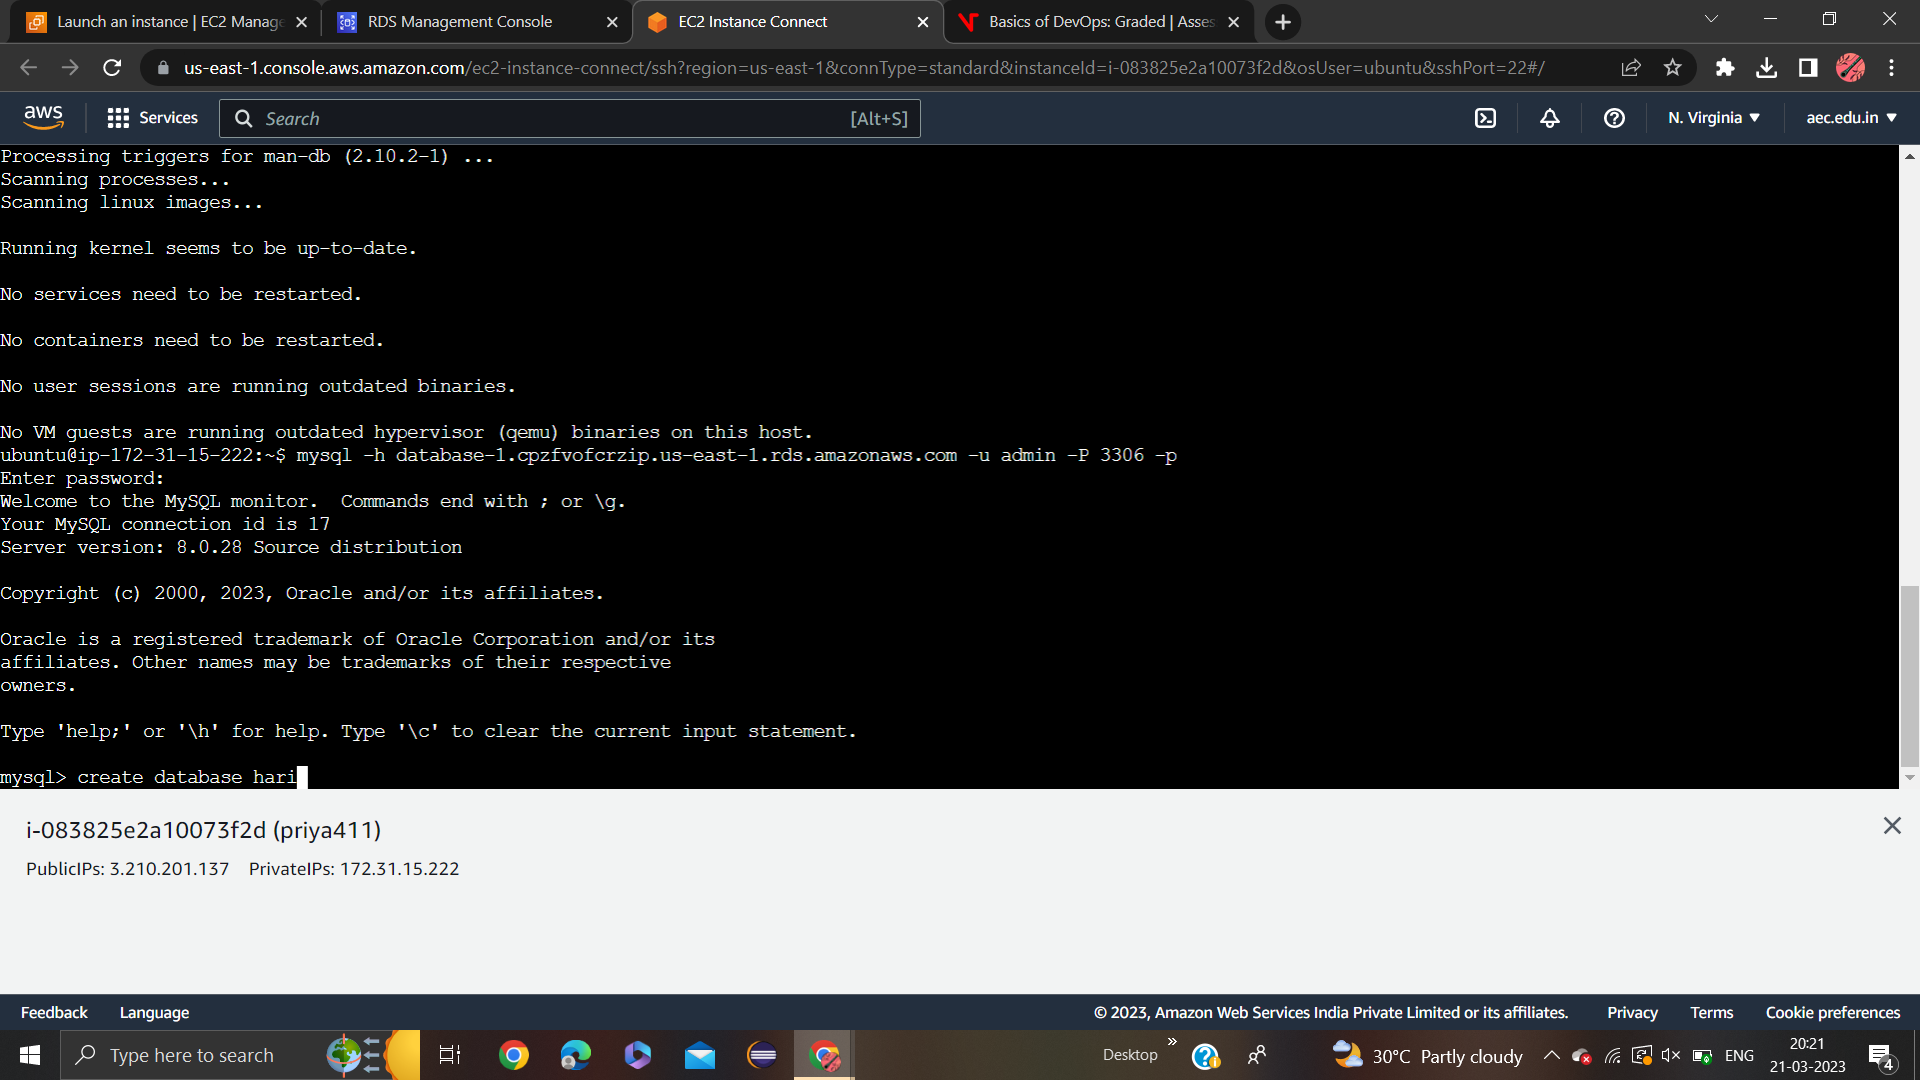 Launch an instance | EC2 Manage
RDS Management Console
EC2 Instance Connect
Basics of DevOps: Graded | Asses
us-east-1.console.aws.amazon.com/ec2-instance-connect/ssh?region=us-east-1&connType=standard&instanceId=i-083825e2a10073f2d&osUser=ubuntu&sshPort=22#/
aws Services Search [Alt+S] N. Virginia aec.edu.in
Processing triggers for man-db (2.10.2-1) ...
Scanning processes...
Scanning linux images...
Running kernel seems to be up-to-date.
No services need to be restarted.
No containers need to be restarted.
No user sessions are running outdated binaries.
No VM guests are running outdated hypervisor (qemu) binaries on this host.
ubuntu@ip-172-31-15-222:~$ mysql -h database-1.cpzfvofcrzip.us-east-1.rds.amazonaws.com -u admin -P 3306 -p
Enter password:
Welcome to the MySQL monitor.  Commands end with ; or \g.
Your MySQL connection id is 17
Server version: 8.0.28 Source distribution
Copyright (c) 2000, 2023, Oracle and/or its affiliates.
Oracle is a registered trademark of Oracle Corporation and/or its
affiliates. Other names may be trademarks of their respective
owners.
Type 'help;' or '\h' for help. Type '\c' to clear the current input statement.
mysql> create database hari
i-083825e2a10073f2d (priya411)
PublicIPs: 3.210.201.137 PrivateIPs: 172.31.15.222
Feedback Language © 2023, Amazon Web Services India Private Limited or its affiliates. Privacy Terms Cookie preferences
Type here to search Desktop 30°C Partly cloudy ENG 20:21
21-03-2023 4